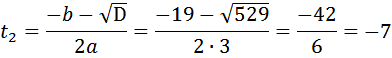 t₂ = (-b - √D)/(2a) = (-19 - √529)/(2 · 3) = (-42)/6 = -7